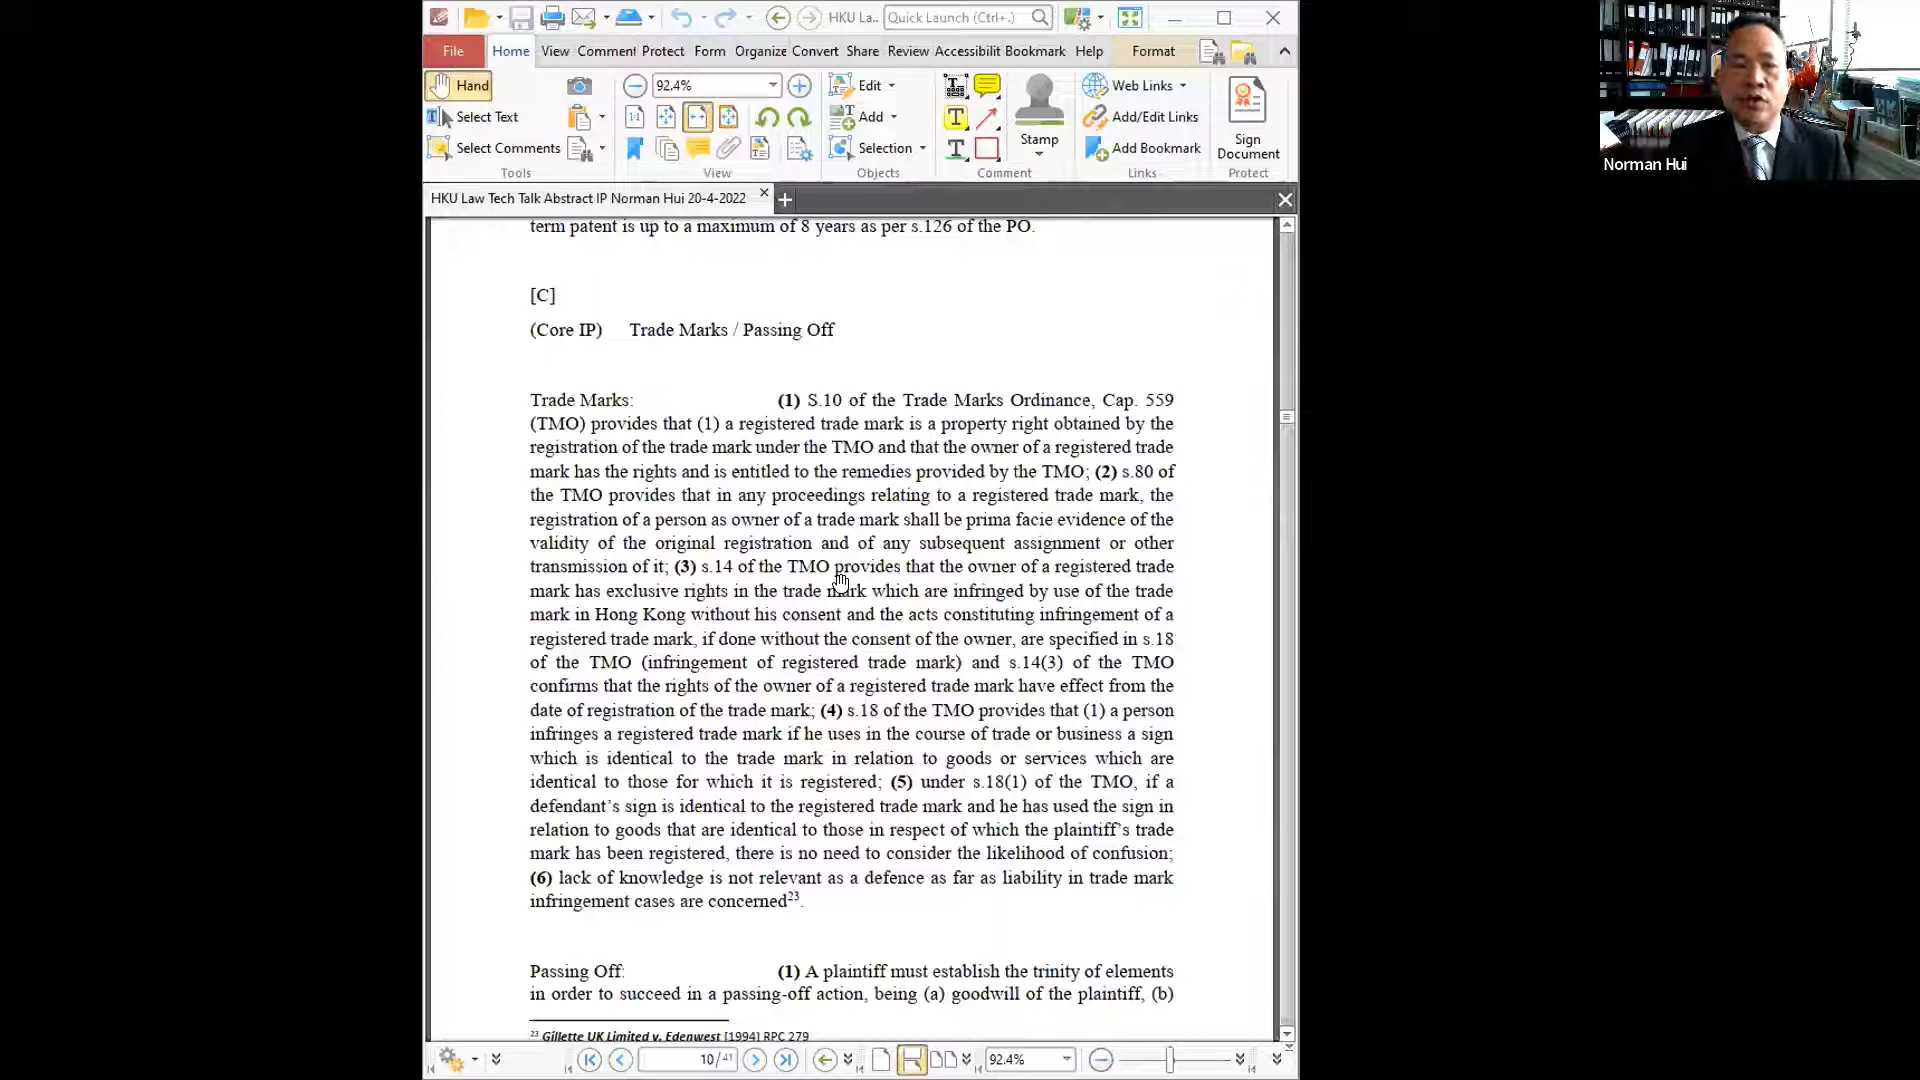 HKU La..
Quick Launch (Ctrl+.)
File Home View Comment Protect Form Organize Convert Share Review Accessibilit Bookmark Help Format
Hand
Select Text
Select Comments
Tools
92.4%
View
Edit
Add
Selection
Objects
Stamp
Comment
Web Links
Add/Edit Links
Add Bookmark
Links
Sign
Document
Protect
HKU Law Tech Talk Abstract IP Norman Hui 20-4-2022
term patent is up to a maximum of 8 years as per s.126 of the PO.
[C]
(Core IP) Trade Marks / Passing Off
Trade Marks: (1) S.10 of the Trade Marks Ordinance, Cap. 559
(TMO) provides that (1) a registered trade mark is a property right obtained by the
registration of the trade mark under the TMO and that the owner of a registered trade
mark has the rights and is entitled to the remedies provided by the TMO; (2) s.80 of
the TMO provides that in any proceedings relating to a registered trade mark, the
registration of a person as owner of a trade mark shall be prima facie evidence of the
validity of the original registration and of any subsequent assignment or other
transmission of it; (3) s.14 of the TMO provides that the owner of a registered trade
mark has exclusive rights in the trade mark which are infringed by use of the trade
mark in Hong Kong without his consent and the acts constituting infringement of a
registered trade mark, if done without the consent of the owner, are specified in s.18
of the TMO (infringement of registered trade mark) and s.14(3) of the TMO
confirms that the rights of the owner of a registered trade mark have effect from the
date of registration of the trade mark; (4) s.18 of the TMO provides that (1) a person
infringes a registered trade mark if he uses in the course of trade or business a sign
which is identical to the trade mark in relation to goods or services which are
identical to those for which it is registered; (5) under s.18(1) of the TMO, if a
defendant’s sign is identical to the registered trade mark and he has used the sign in
relation to goods that are identical to those in respect of which the plaintiff’s trade
mark has been registered, there is no need to consider the likelihood of confusion;
(6) lack of knowledge is not relevant as a defence as far as liability in trade mark
infringement cases are concerned23.
Passing Off: (1) A plaintiff must establish the trinity of elements
in order to succeed in a passing-off action, being (a) goodwill of the plaintiff, (b)
23 Gillette UK Limited v. Edenwest [1994] RPC 279
10 / 41
92.4%
Norman Hui